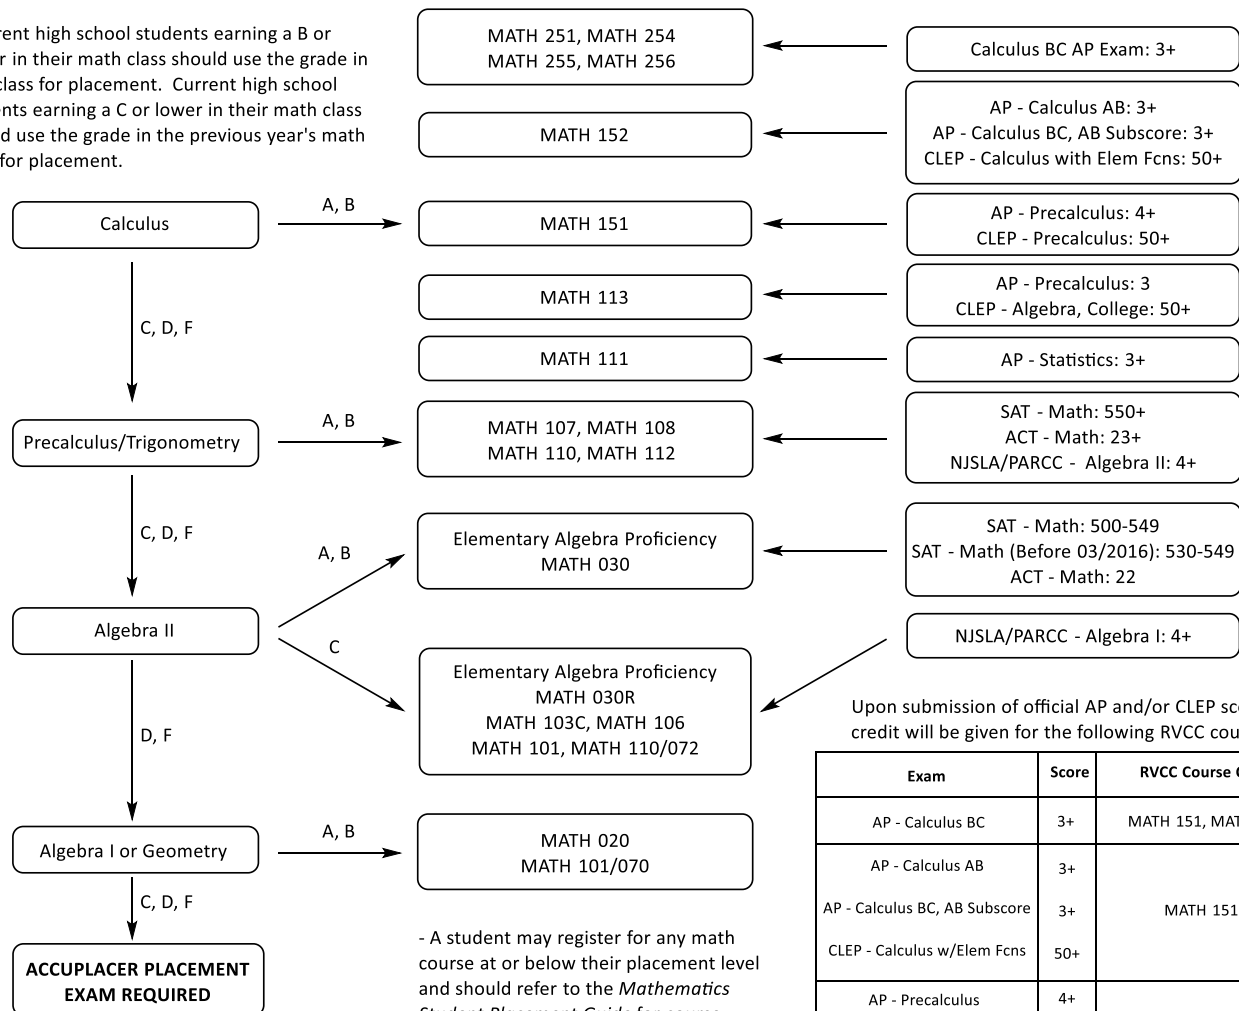 high school students earning a B or
in their math class should use the grade in
class for placement.  Current high school
earning a C or lower in their math class
use the grade in the previous year's math
for placement.
MATH 251, MATH 254
MATH 255, MATH 256
Calculus BC AP Exam: 3+
MATH 152
AP - Calculus AB: 3+
AP - Calculus BC, AB Subscore: 3+
CLEP - Calculus with Elem Fcns: 50+
Calculus
A, B
MATH 151
AP - Precalculus: 4+
CLEP - Precalculus: 50+
C, D, F
MATH 113
AP - Precalculus: 3
CLEP - Algebra, College: 50+
MATH 111
AP - Statistics: 3+
Precalculus/Trigonometry
A, B
MATH 107, MATH 108
MATH 110, MATH 112
SAT - Math: 550+
ACT - Math: 23+
NJSLA/PARCC -  Algebra II: 4+
C, D, F
A, B
Elementary Algebra Proficiency
MATH 030
SAT - Math: 500-549
SAT - Math (Before 03/2016): 530-549
ACT - Math: 22
Algebra II
C
Elementary Algebra Proficiency
MATH 030R
MATH 103C, MATH 106
MATH 101, MATH 110/072
NJSLA/PARCC - Algebra I: 4+
D, F
Algebra I or Geometry
A, B
MATH 020
MATH 101/070
C, D, F
ACCUPLACER PLACEMENT
EXAM REQUIRED
- A student may register for any math
course at or below their placement level
and should refer to the Mathematics
Student Placement Guide for course
Upon submission of official AP and/or CLEP
credit will be given for the following RVCC
Exam
Score
RVCC Course
AP - Calculus BC
3+
MATH 151,
AP - Calculus AB
3+
AP - Calculus BC, AB Subscore
3+
MATH 151
CLEP - Calculus w/Elem Fcns
50+
AP - Precalculus
4+